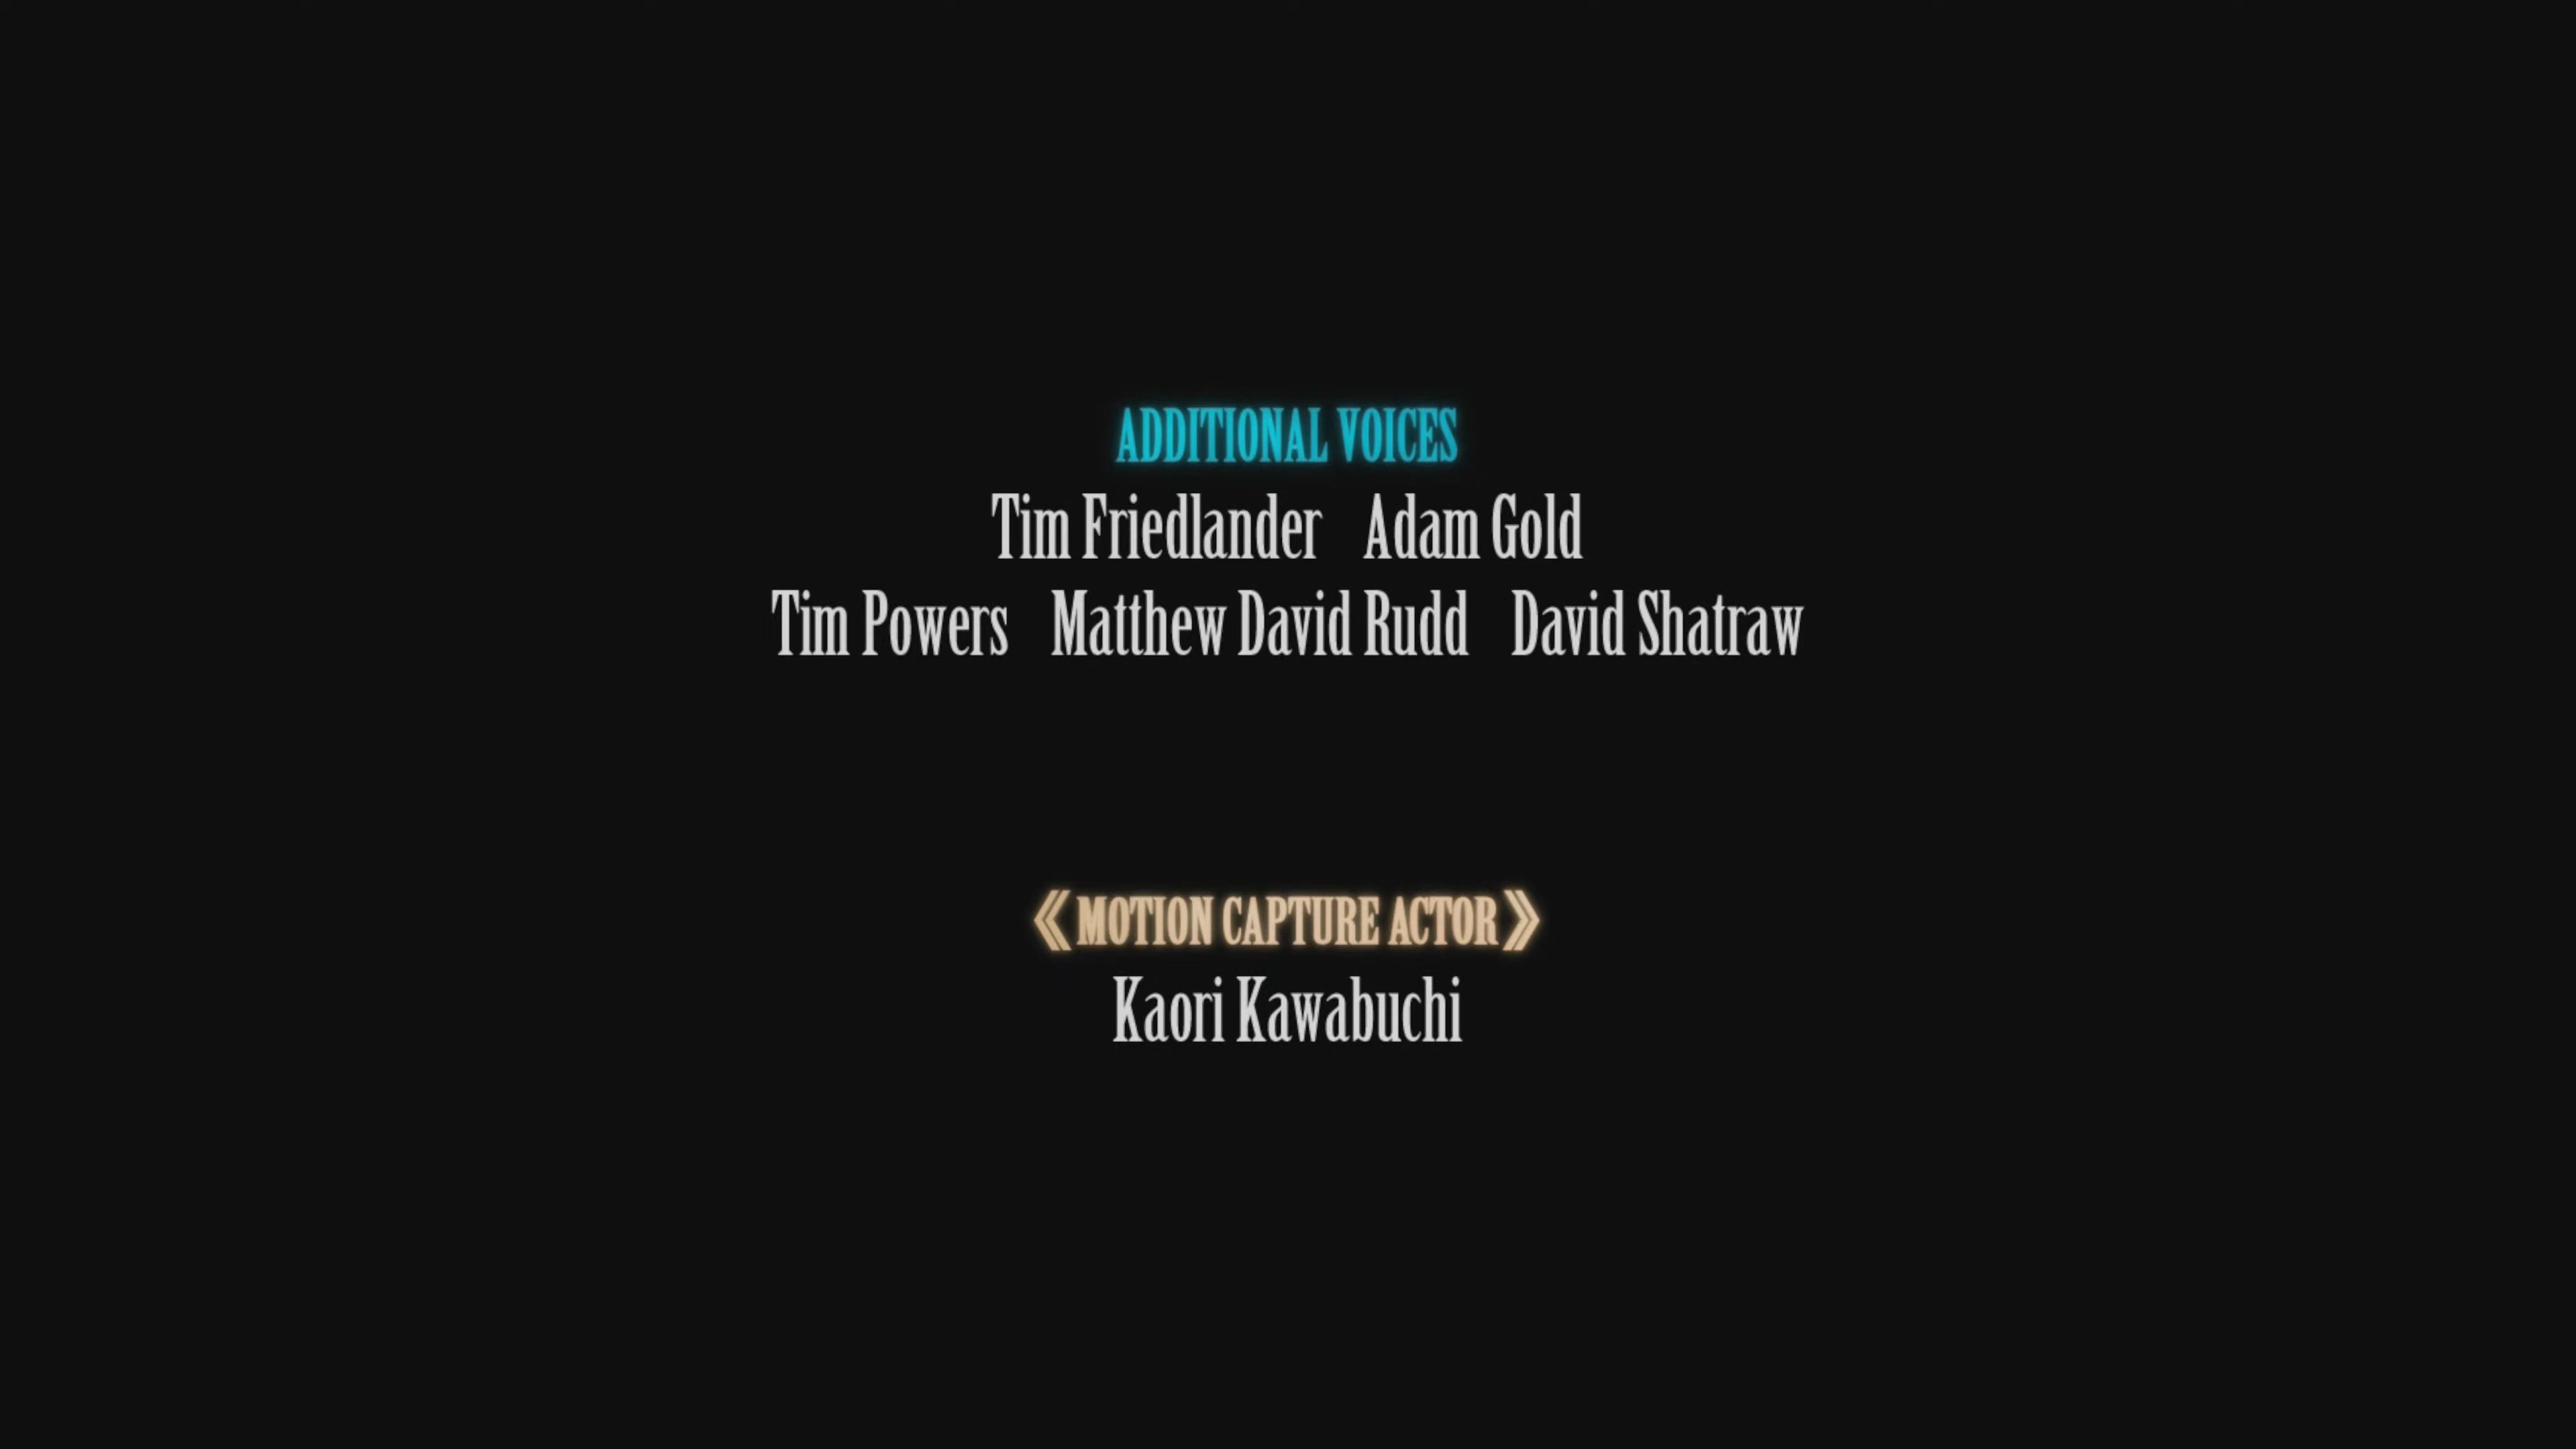 ADDITIONAL VOICES
Tim Friedlander Adam Gold
Tim Powers Matthew David Rudd David Shatraw
《MOTION CAPTURE ACTOR》
Kaori Kawabuchi